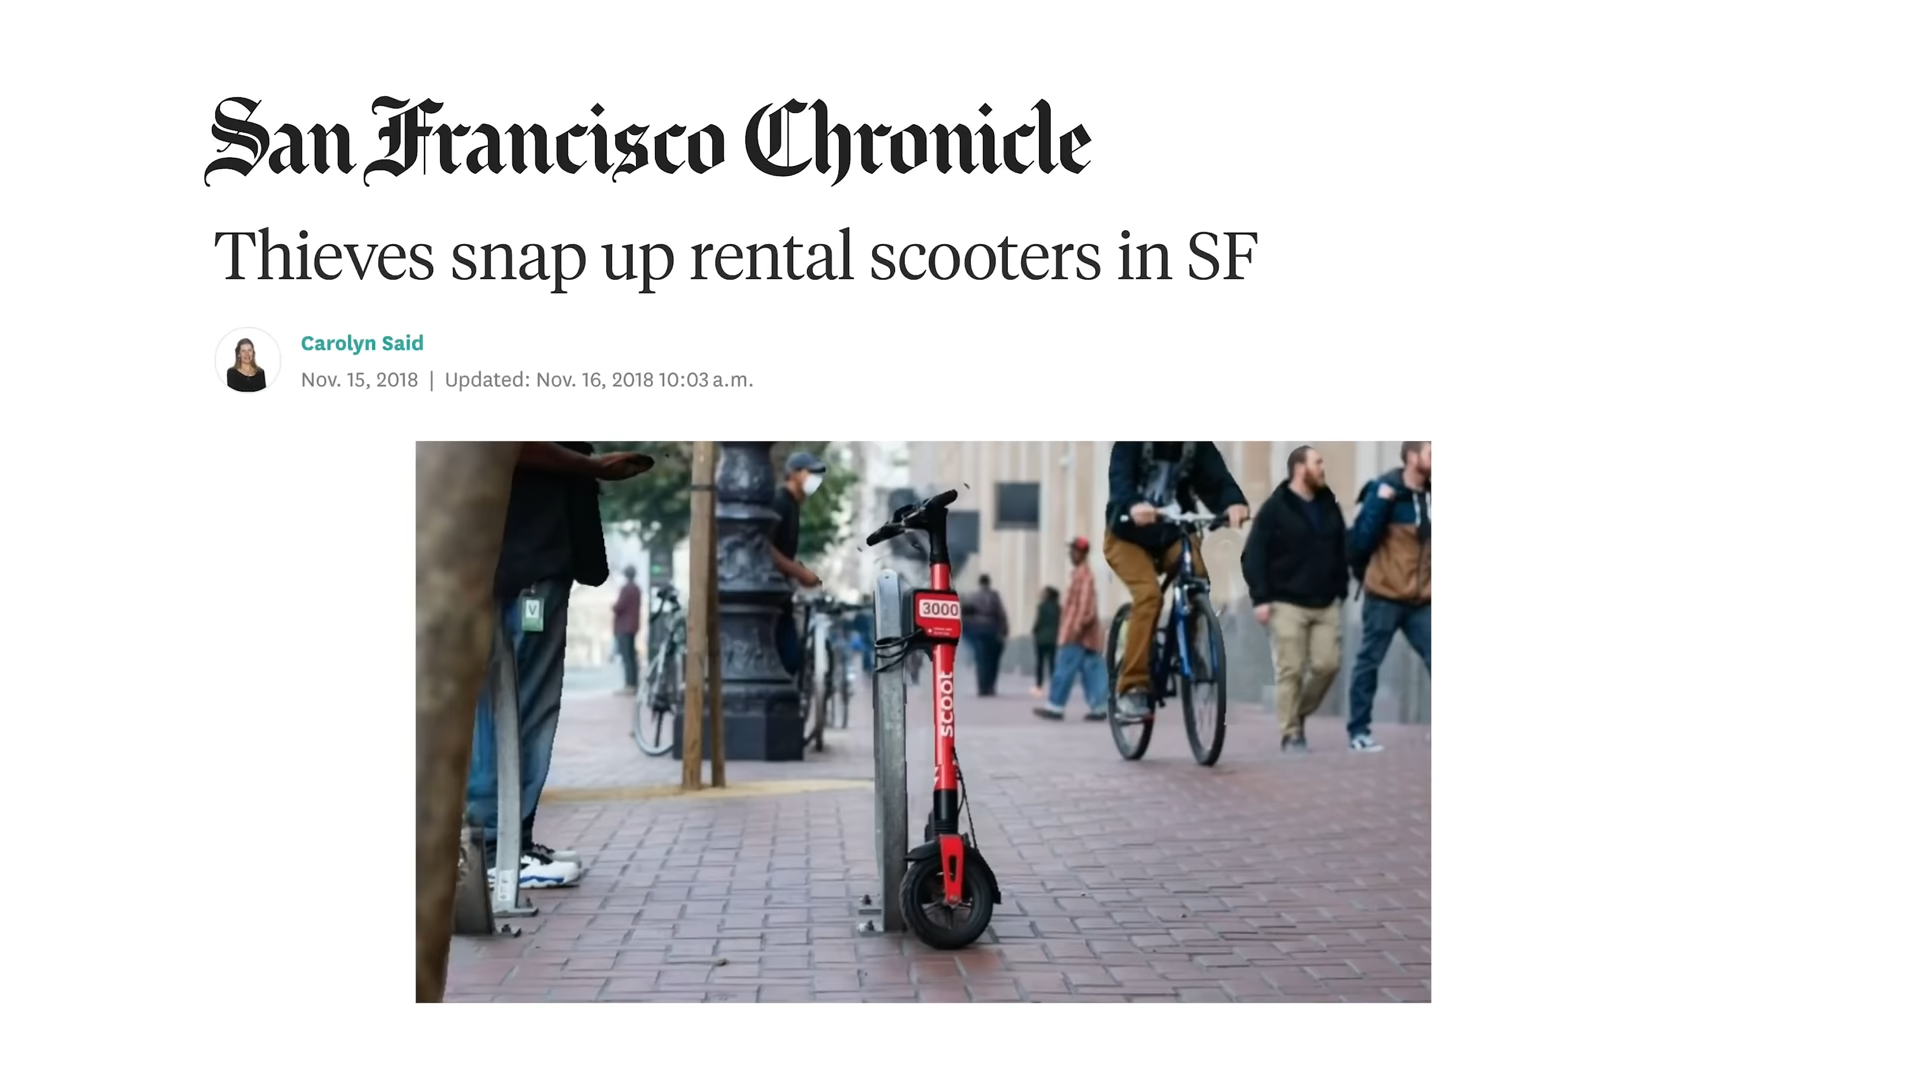 San Francisco Chronicle
Thieves snap up rental scooters in SF
Carolyn Said
Nov. 15, 2018 | Updated: Nov. 16, 2018 10:03 a.m.
V
3000
scoot